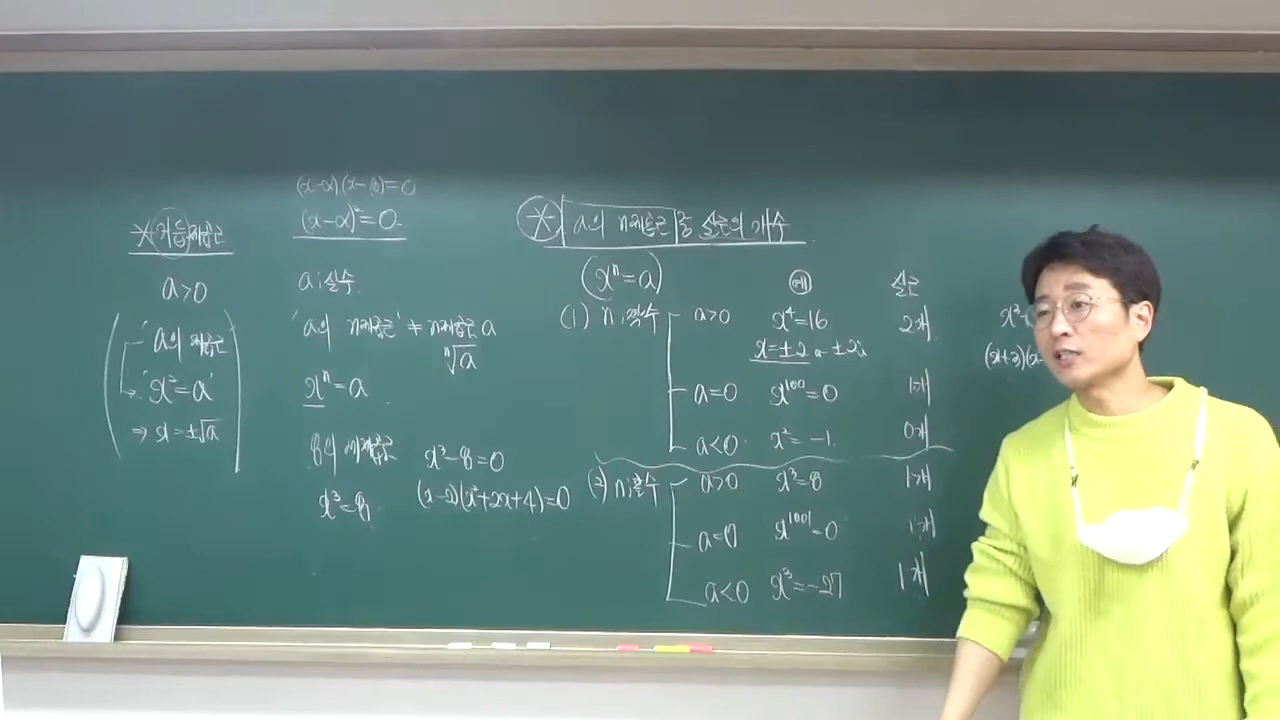 (x-α)(x-β)=0
(x-α)²=0
* 거듭제곱근
a>0
'a의 제곱근'
'x²=a'
⇒ x=±√a
a:실수
'a의 n제곱근' ≠ n제곱근 a
ⁿ√a
xⁿ=a
8의 세제곱근
x³=8
x³-8=0
(x-2)(x²+2x+4)=0
* a의 n제곱근 중 실근의 개수
(xⁿ=a)
예 실근
(1) n:짝수 a>0 x⁴=16 2개
x=±2 or ±2i
a=0 x¹⁰⁰=0 1개
a<0 x²=-1 0개
(2) n:홀수 a>0 x³=8 1개
a=0 x¹⁰¹=0 1개
a<0 x³=-27 1개
x³
(x+3)(x-